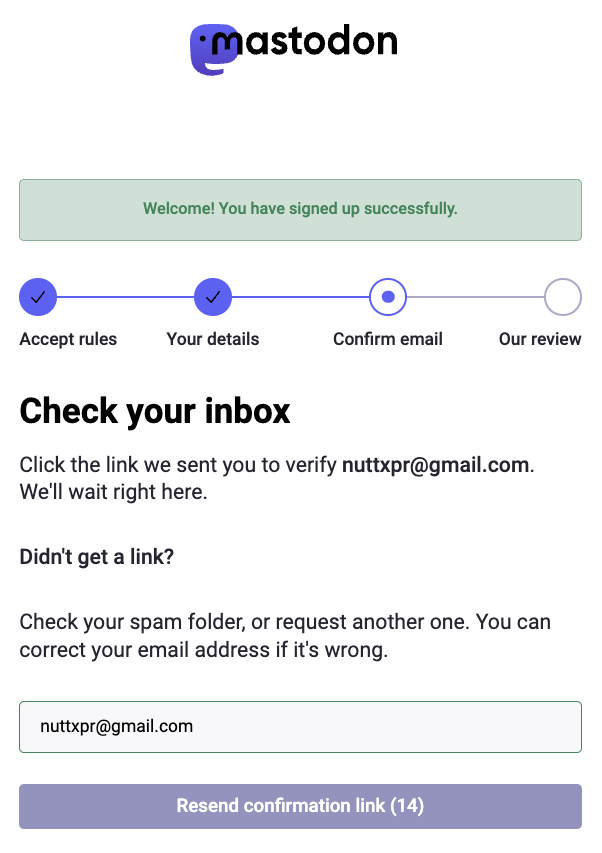 mastodon
Welcome! You have signed up successfully.
Accept rules
Your details
Confirm email
Our review
Check your inbox
Click the link we sent you to verify nuttxpr@gmail.com.
We'll wait right here.
Didn't get a link?
Check your spam folder, or request another one. You can
correct your email address if it's wrong.
nuttxpr@gmail.com
Resend confirmation link (14)